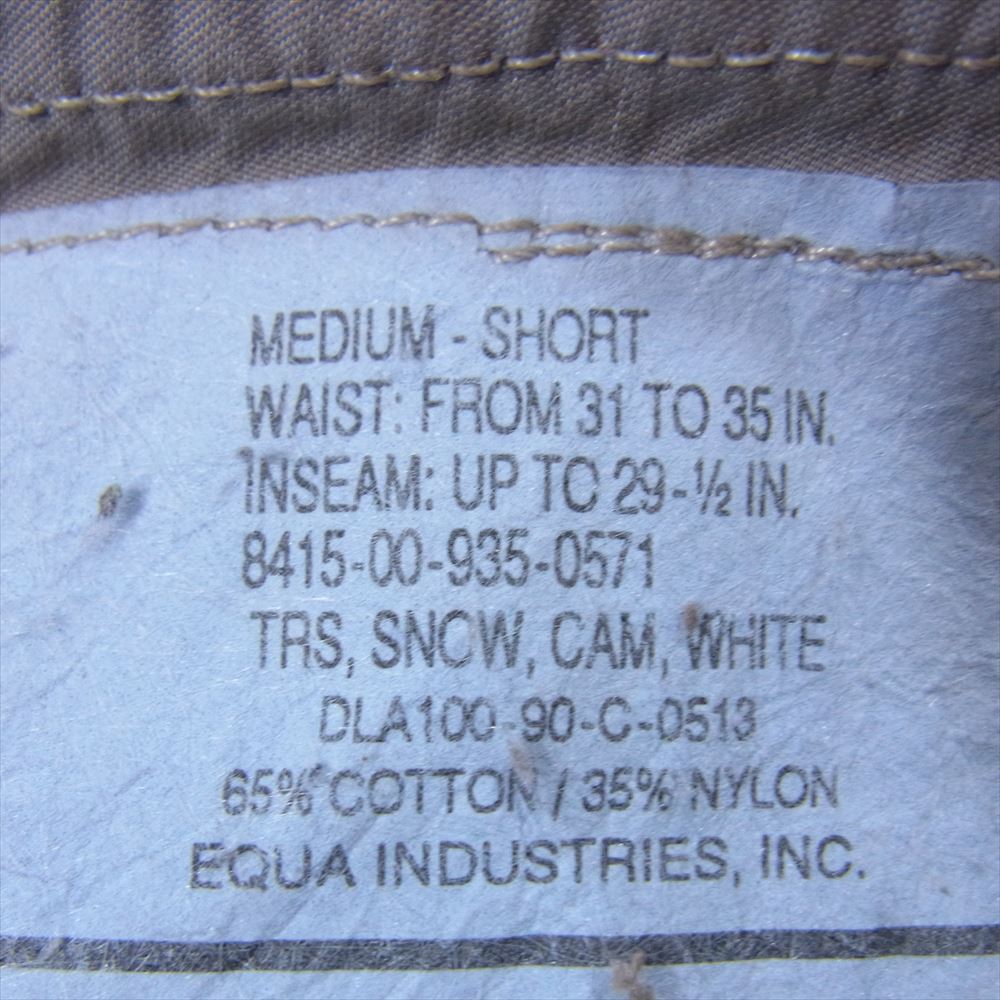 MEDIUM - SHORT
WAIST: FROM 31 TO 35 IN.
INSEAM: UP TO 29-½ IN.
8415-00-935-0571
TRS, SNOW, CAM, WHITE
DLA100-90-C-0513
65% COTTON / 35% NYLON
EQUA INDUSTRIES, INC.